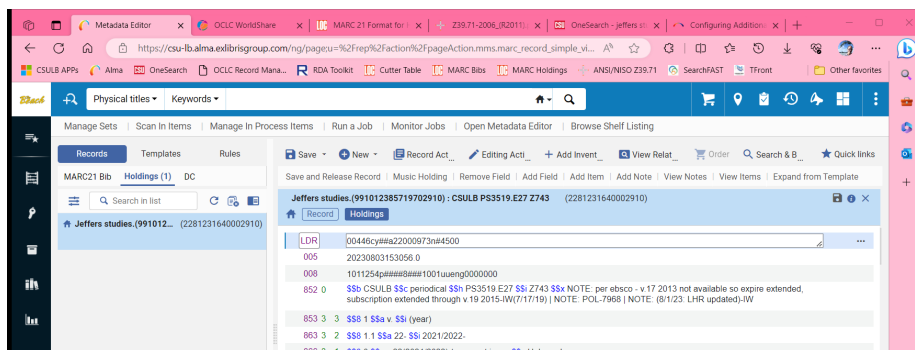 Metadata Editor
OCLC WorldShare
MARC 21 Format for
Z39.71-2006_(R2011)
OneSearch - jeffers st
Configuring Addition
https://csu-lb.alma.exlibrisgroup.com/ng/page;u=%2Frep%2Faction%2FpageAction.mms.marc_record_simple_vi...
CSULB APPs Alma OneSearch OCLC Record Mana... RDA Toolkit Cutter Table MARC Bibs MARC Holdings ANSI/NISO Z39.71 SearchFAST TFront Other favorites
Beach Physical titles Keywords
Manage Sets | Scan In Items | Manage In Process Items | Run a Job | Monitor Jobs | Open Metadata Editor | Browse Shelf Listing
Records Templates Rules
Save New Record Act_ Editing Acti_ + Add Invent_ View Relat_ Order Search & B_ Quick links
MARC21 Bib Holdings (1) DC
Save and Release Record | Music Holding | Remove Field | Add Field | Add Item | Add Note | View Notes | View Items | Expand from Template
Search in list
Jeffers studies.(991012... (2281231640002910)
Jeffers studies.(991012385719702910) : CSULB PS3519.E27 Z743 (2281231640002910)
Record Holdings
LDR 00446cy##a22000973n#4500
005 20230803153056.0
008 1011254p####8###1001uueng0000000
852 0 $$b CSULB $$c periodical $$h PS3519.E27 $$i Z743 $$x NOTE: per ebsco - v.17 2013 not available so expire extended,
subscription extended through v.19 2015-IW(7/17/19) | NOTE: POL-7968 | NOTE: (8/1/23: LHR updated)-IW
853 3 3 $$8 1 $$a v. $$i (year)
863 3 2 $$8 1.1 $$a 22- $$i 2021/2022-